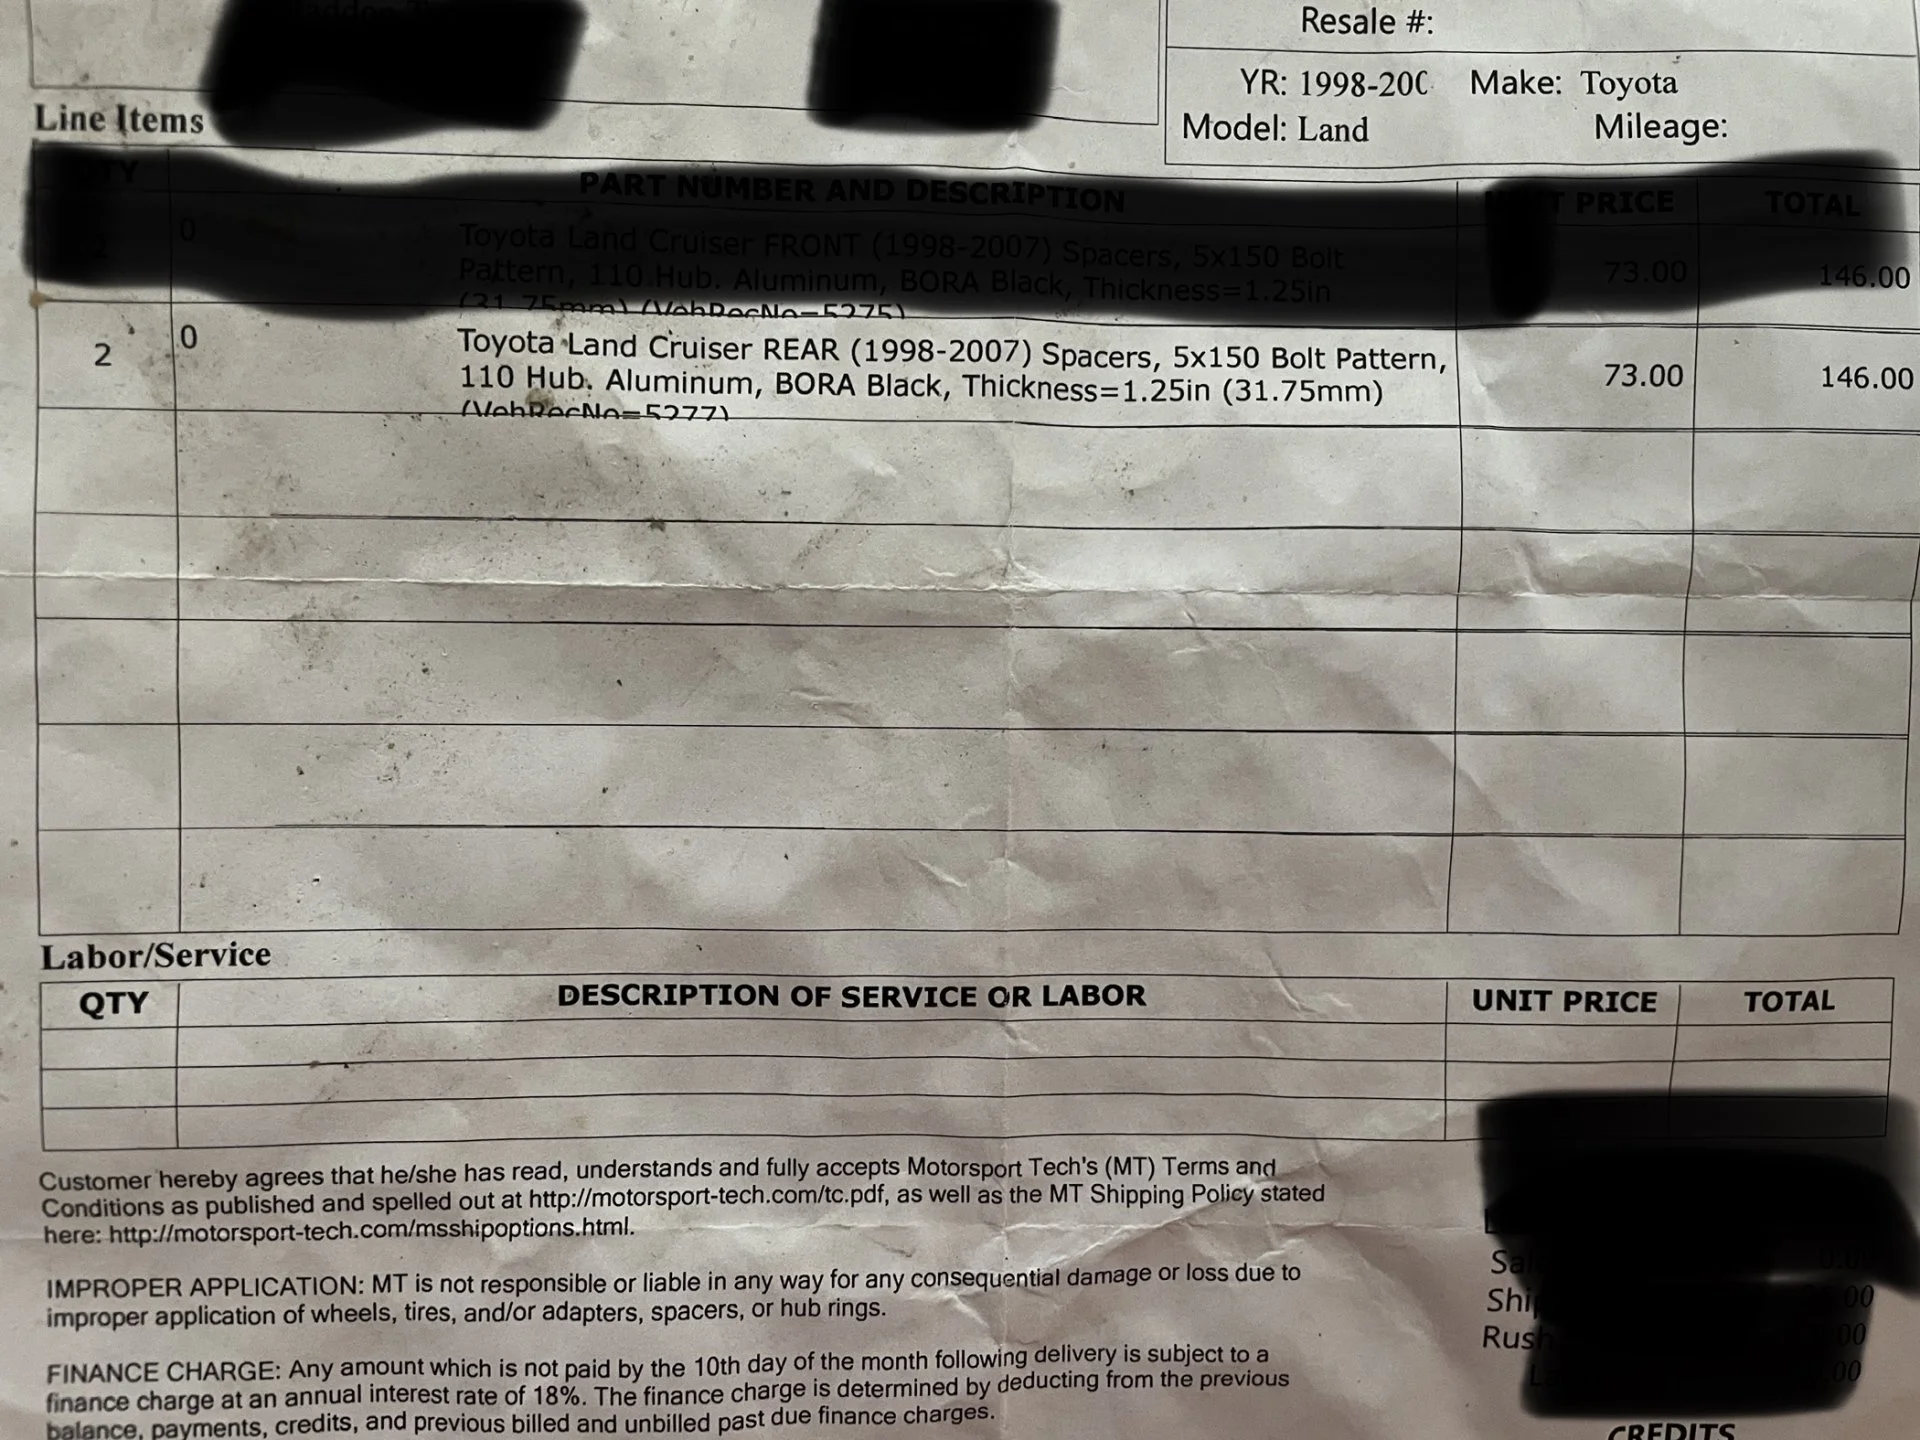 Resale #:
YR: 1998-200 Make: Toyota
Model: Land Mileage:
Line Items
QTY PART NUMBER AND DESCRIPTION UNIT PRICE TOTAL
2 0 Toyota Land Cruiser FRONT (1998-2007) Spacers, 5x150 Bolt
Pattern, 110 Hub. Aluminum, BORA Black, Thickness=1.25in 73.00 146.00
(31.75mm) (VehRecNo=5275)
2 0 Toyota Land Cruiser REAR (1998-2007) Spacers, 5x150 Bolt Pattern,
110 Hub. Aluminum, BORA Black, Thickness=1.25in (31.75mm) 73.00 146.00
(VehRecNo=5277)
Labor/Service
QTY DESCRIPTION OF SERVICE OR LABOR UNIT PRICE TOTAL
Customer hereby agrees that he/she has read, understands and fully accepts Motorsport Tech's (MT) Terms and
Conditions as published and spelled out at http://motorsport-tech.com/tc.pdf, as well as the MT Shipping Policy stated
here: http://motorsport-tech.com/msshipoptions.html.
IMPROPER APPLICATION: MT is not responsible or liable in any way for any consequential damage or loss due to
improper application of wheels, tires, and/or adapters, spacers, or hub rings.
Rush
FINANCE CHARGE: Any amount which is not paid by the 10th day of the month following delivery is subject to a
finance charge at an annual interest rate of 18%. The finance charge is determined by deducting from the previous
balance, payments, credits, and previous billed and unbilled past due finance charges.
CREDITS